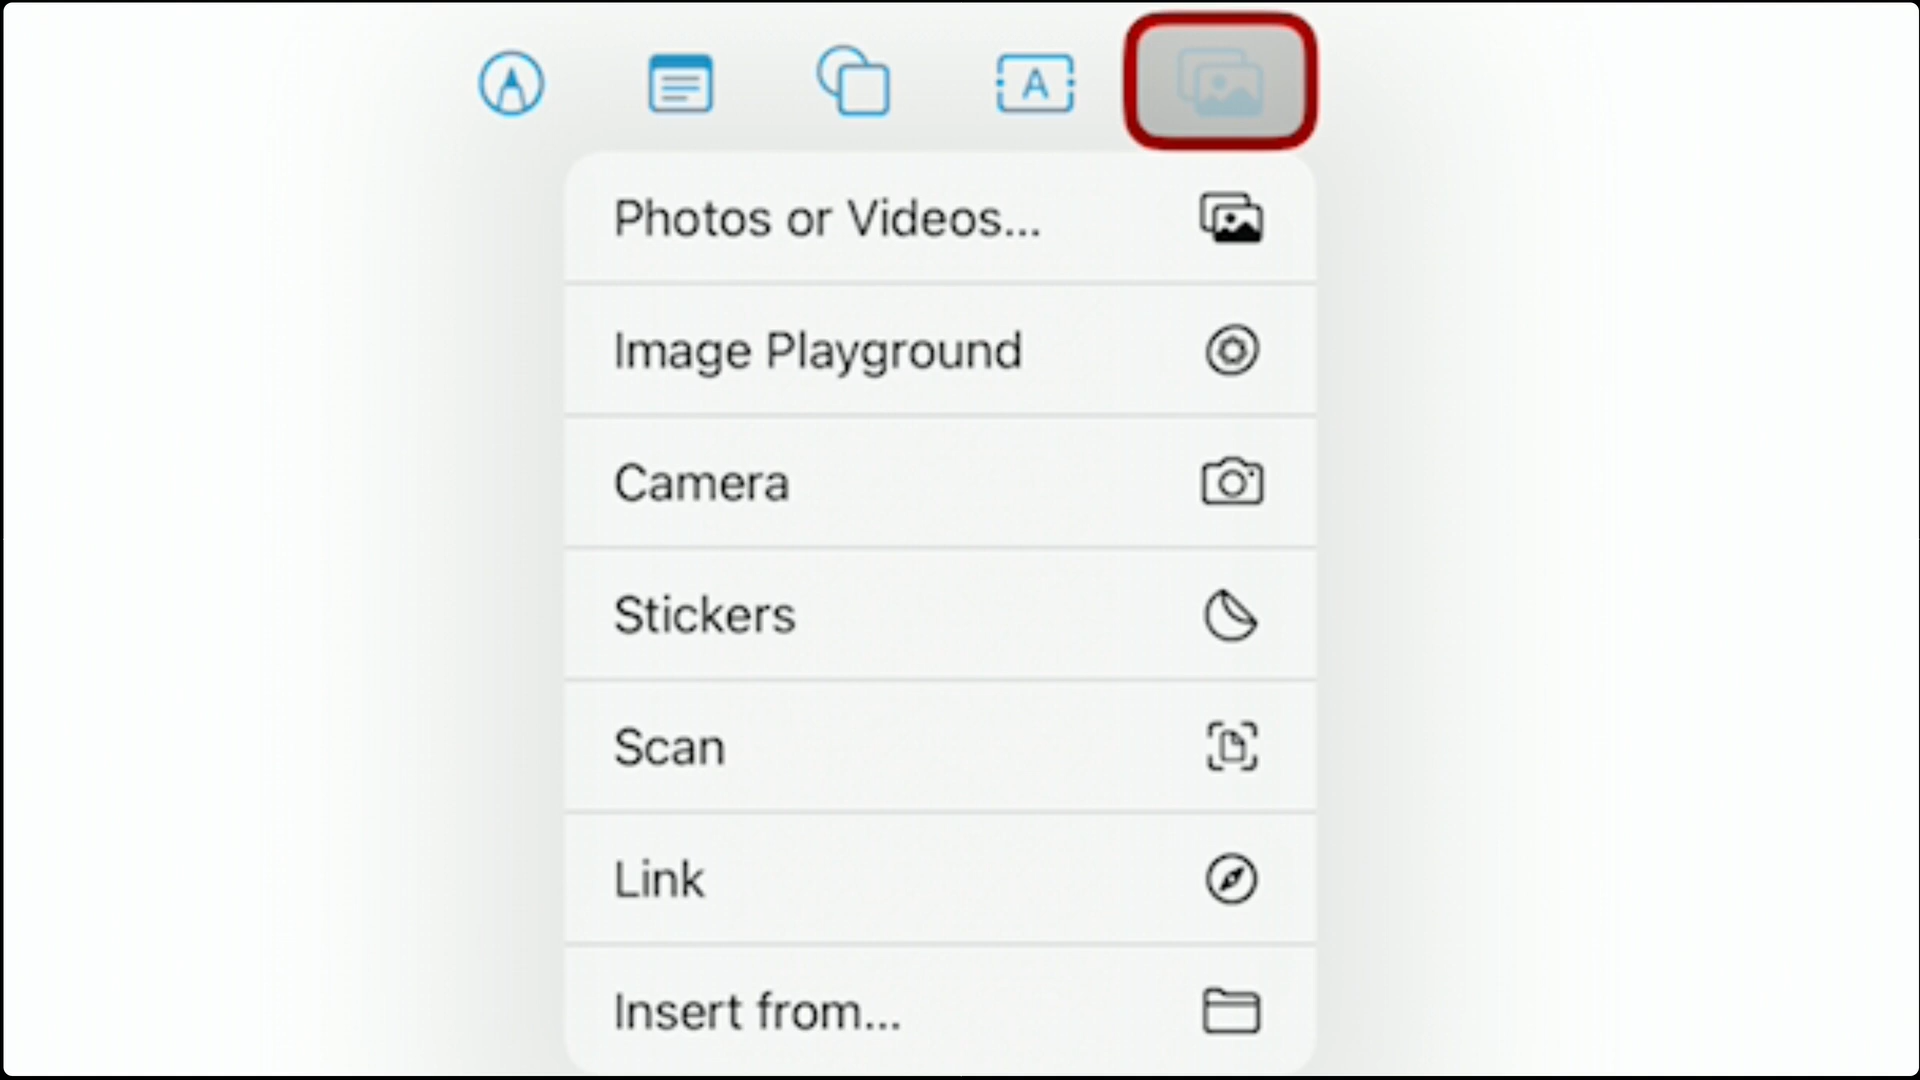 A
Photos or Videos...
Image Playground
Camera
Stickers
Scan
Link
Insert from...